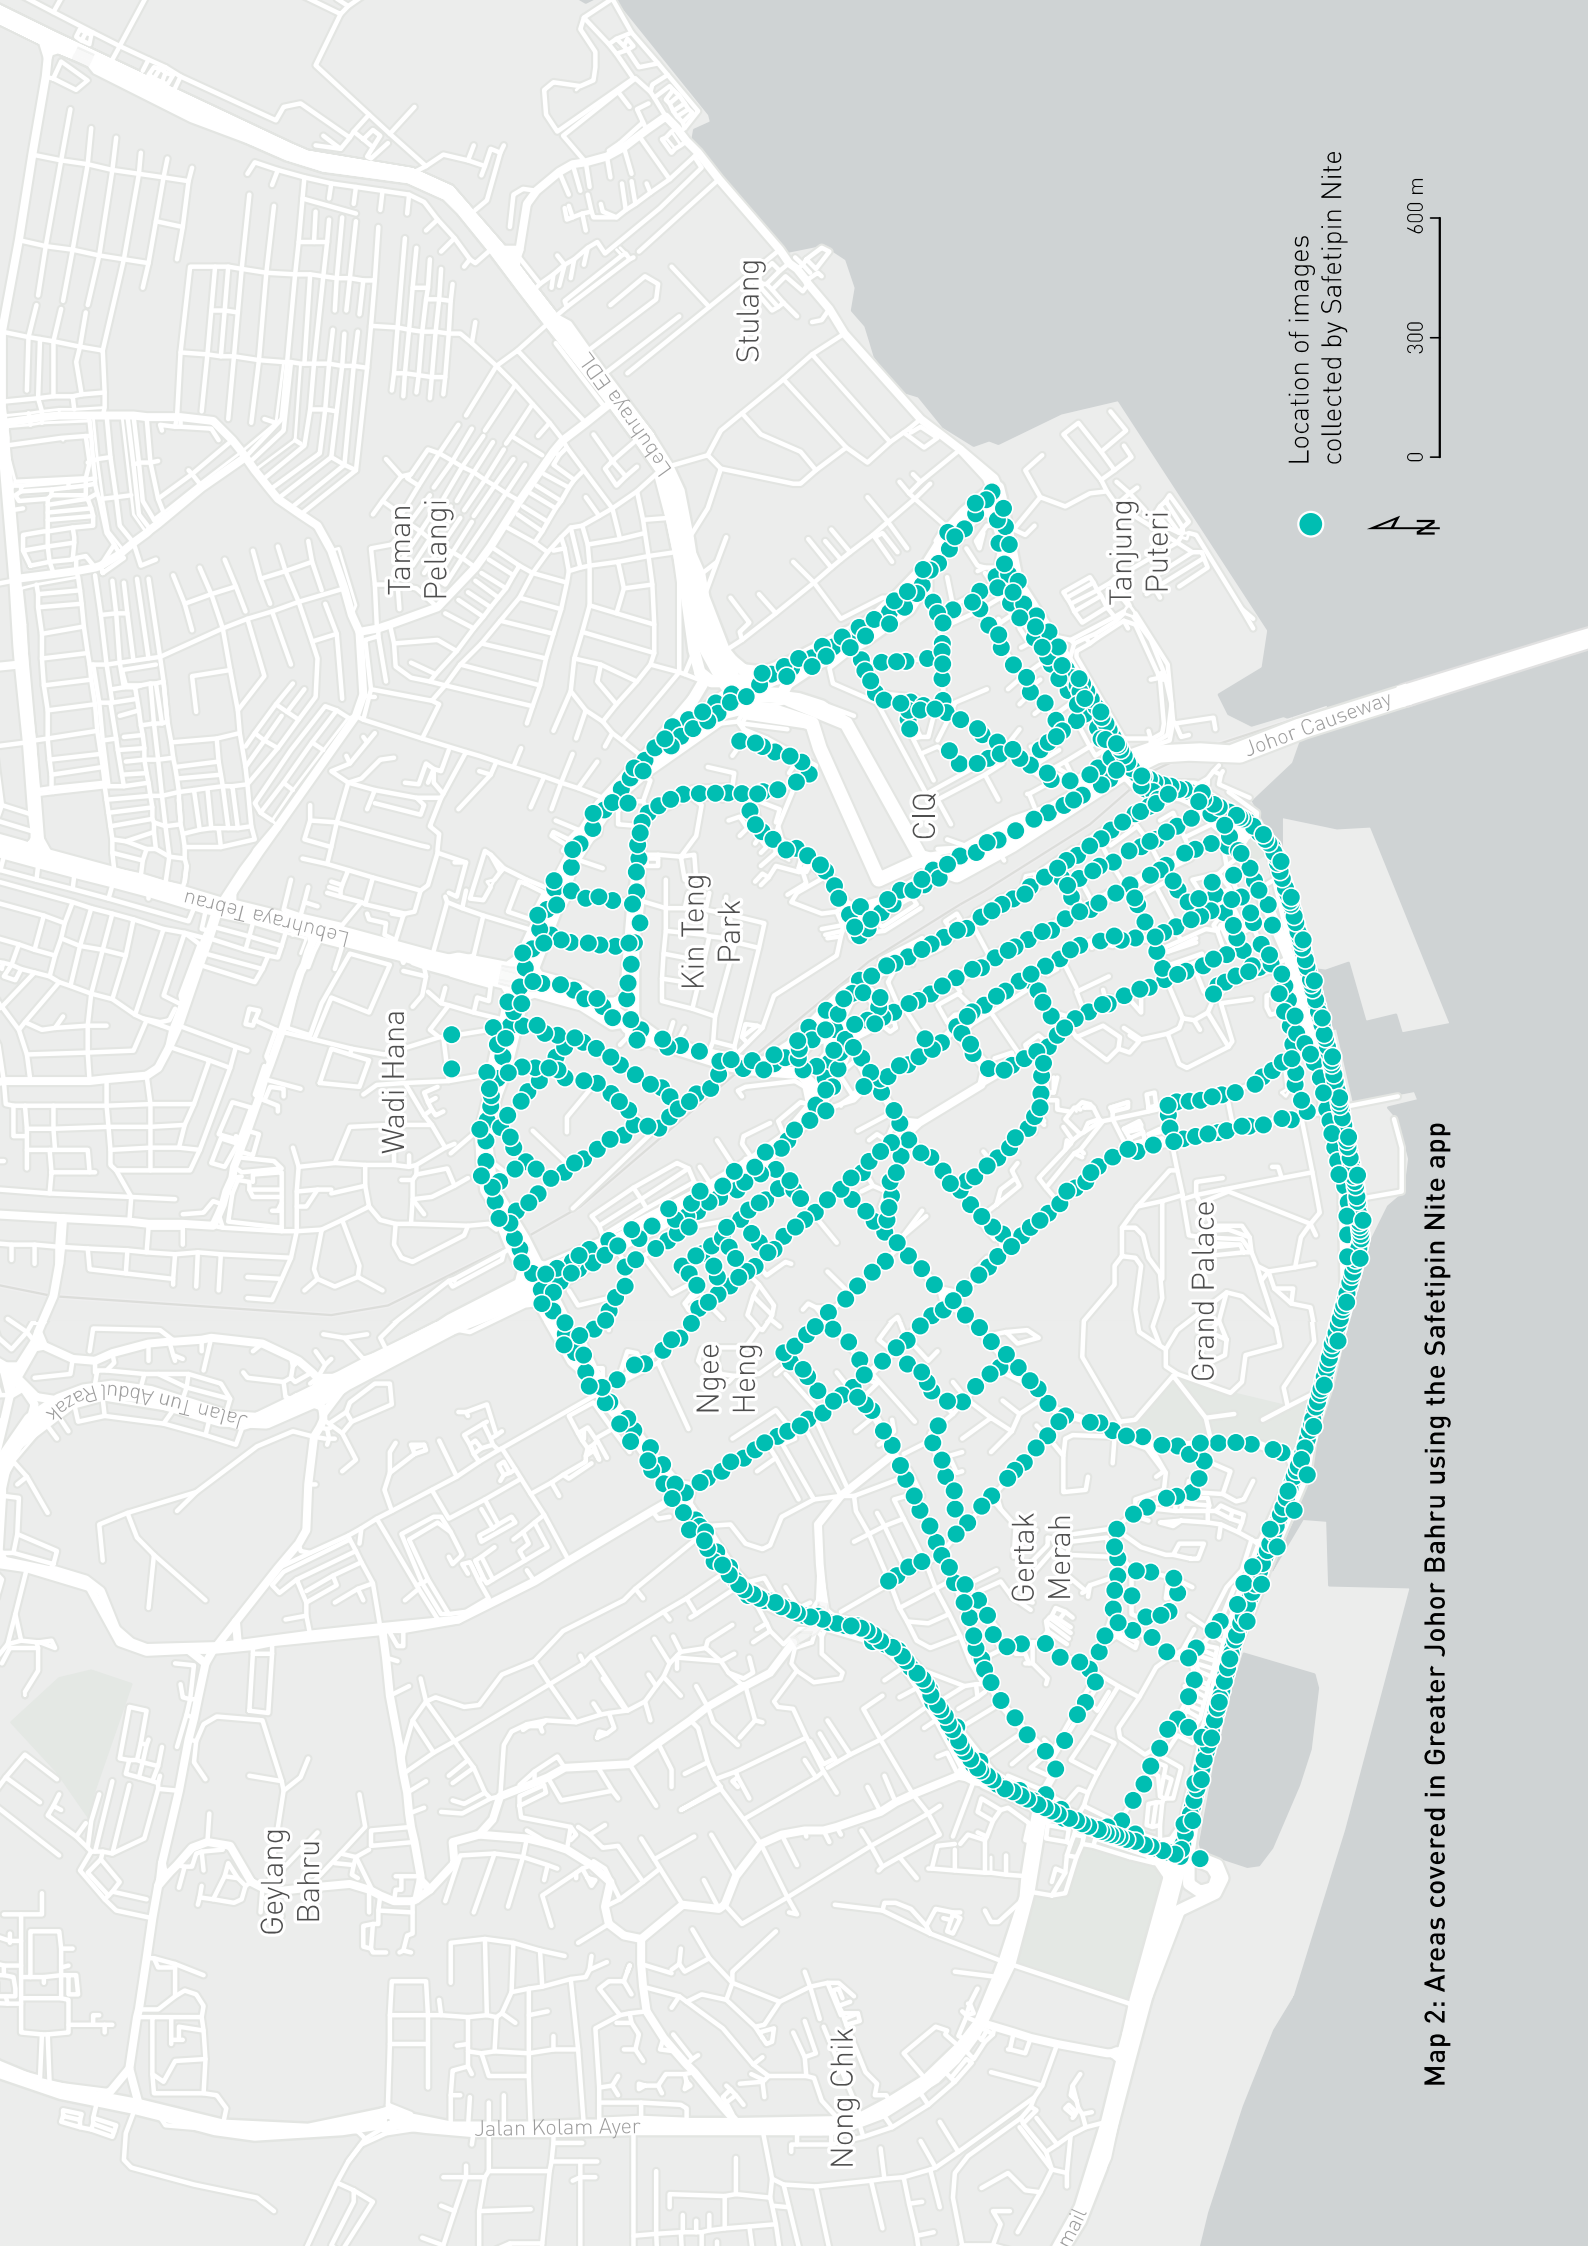 Geylang
Bahru
Nong Chik
Jalan Kolam Ayer
mail
Jalan Tun Abdul Razak
Wadi Hana
Lebuhraya Tebrau
Taman
Pelangi
Lebuhraya EDL
Stulang
Kin Teng
Park
CIQ
Tanjung
Puteri
Johor Causeway
Ngee
Heng
Gertak
Merah
Grand Palace
Location of images
collected by Safetipin Nite
N
0 300 600 m
Map 2: Areas covered in Greater Johor Bahru using the Safetipin Nite app